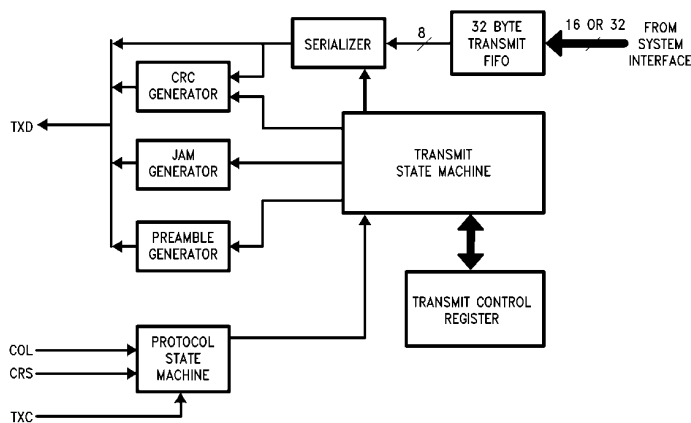 SERIALIZER
8
32 BYTE
TRANSMIT
FIFO
16 OR 32
FROM
SYSTEM
INTERFACE
CRC
GENERATOR
TXD
JAM
GENERATOR
TRANSMIT
STATE MACHINE
PREAMBLE
GENERATOR
TRANSMIT CONTROL
REGISTER
COL
CRS
TXC
PROTOCOL
STATE
MACHINE